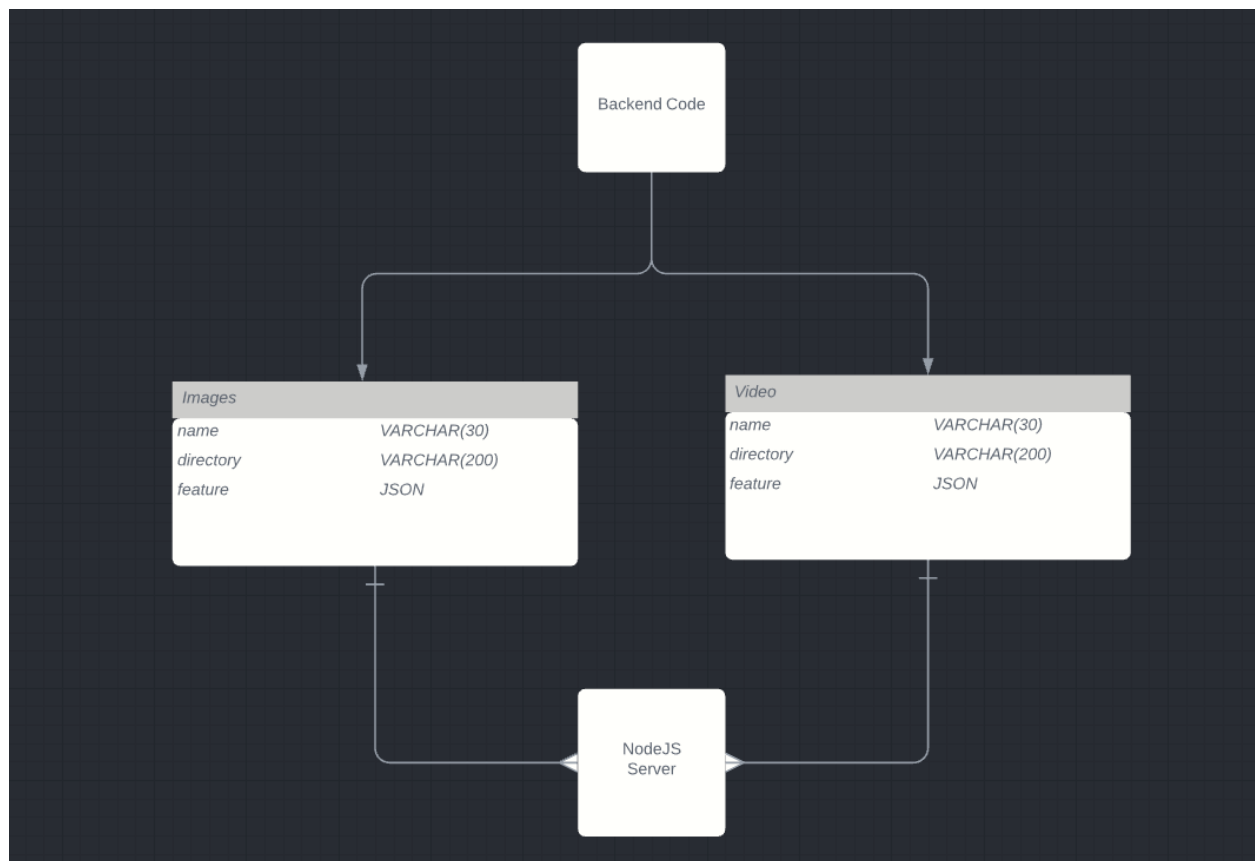 Backend Code
Images
name VARCHAR(30)
directory VARCHAR(200)
feature JSON
Video
name VARCHAR(30)
directory VARCHAR(200)
feature JSON
NodeJS
Server